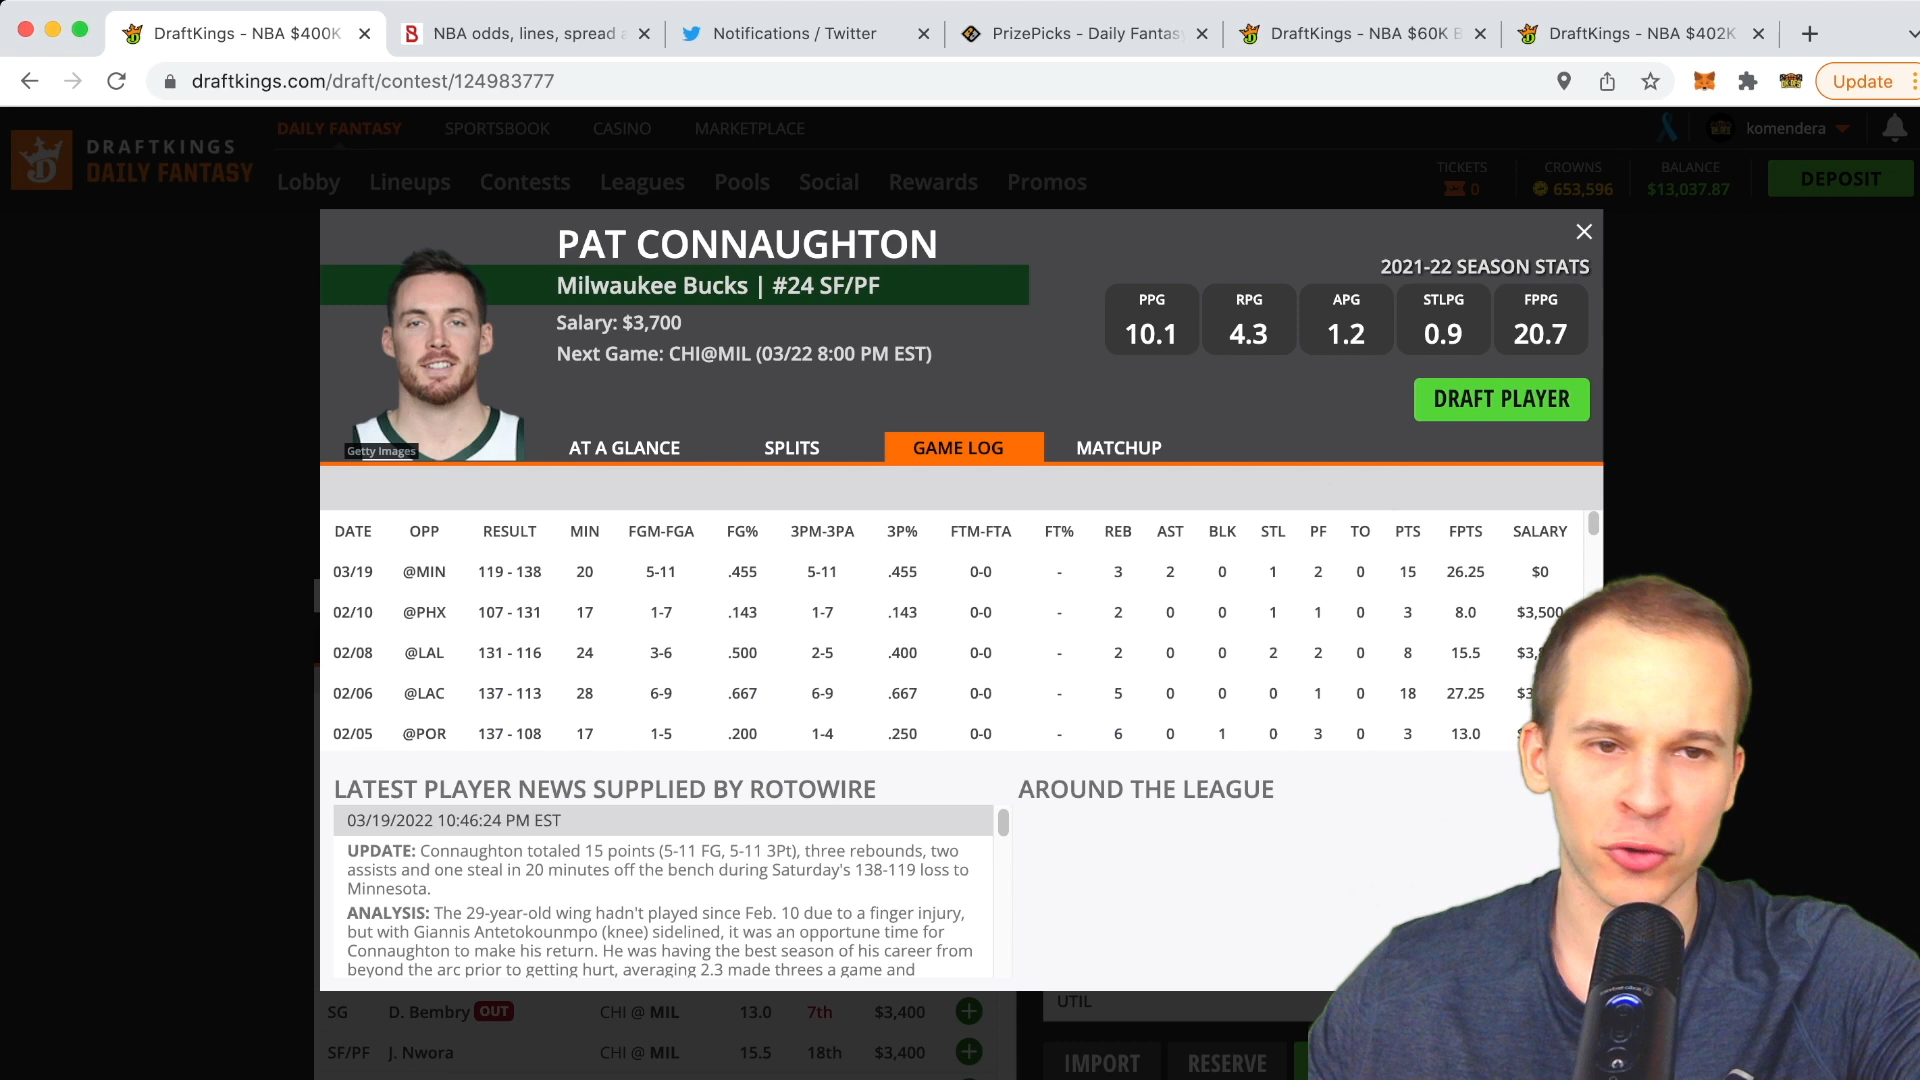 DraftKings - NBA $400K
NBA odds, lines, spread a
Notifications / Twitter
PrizePicks - Daily Fantasy
DraftKings - NBA $60K B
DraftKings - NBA $402K
draftkings.com/draft/contest/124983777
Update
DRAFTKINGS
DAILY FANTASY
DAILY FANTASY SPORTSBOOK CASINO MARKETPLACE
komendera
Lobby Lineups Contests Leagues Pools Social Rewards Promos
TICKETS
0
CROWNS
653,596
BALANCE
$13,037.87
DEPOSIT
PAT CONNAUGHTON
Milwaukee Bucks | #24 SF/PF
Salary: $3,700
Next Game: CHI@MIL (03/22 8:00 PM EST)
2021-22 SEASON STATS
PPG RPG APG STLPG FPPG
10.1 4.3 1.2 0.9 20.7
DRAFT PLAYER
Getty Images
AT A GLANCE SPLITS GAME LOG MATCHUP
DATE OPP RESULT MIN FGM-FGA FG% 3PM-3PA 3P% FTM-FTA FT% REB AST BLK STL PF TO PTS FPTS SALARY
03/19 @MIN 119 - 138 20 5-11 .455 5-11 .455 0-0 - 3 2 0 1 2 0 15 26.25 $0
02/10 @PHX 107 - 131 17 1-7 .143 1-7 .143 0-0 - 2 0 0 1 1 0 3 8.0 $3,500
02/08 @LAL 131 - 116 24 3-6 .500 2-5 .400 0-0 - 2 0 0 2 2 0 8 15.5
02/06 @LAC 137 - 113 28 6-9 .667 6-9 .667 0-0 - 5 0 0 0 1 0 18 27.25
02/05 @POR 137 - 108 17 1-5 .200 1-4 .250 0-0 - 6 0 1 0 3 0 3 13.0
LATEST PLAYER NEWS SUPPLIED BY ROTOWIRE
AROUND THE LEAGUE
03/19/2022 10:46:24 PM EST
UPDATE: Connaughton totaled 15 points (5-11 FG, 5-11 3Pt), three rebounds, two
assists and one steal in 20 minutes off the bench during Saturday's 138-119 loss to
Minnesota.
ANALYSIS: The 29-year-old wing hadn't played since Feb. 10 due to a finger injury,
but with Giannis Antetokounmpo (knee) sidelined, it was an opportune time for
Connaughton to make his return. He was having the best season of his career from
beyond the arc prior to getting hurt, averaging 2.3 made threes a game and
SG D. Bembry OUT CHI @ MIL 13.0 7th $3,400
SF/PF J. Nwora CHI @ MIL 15.5 18th $3,400
UTIL
IMPORT RESERVE